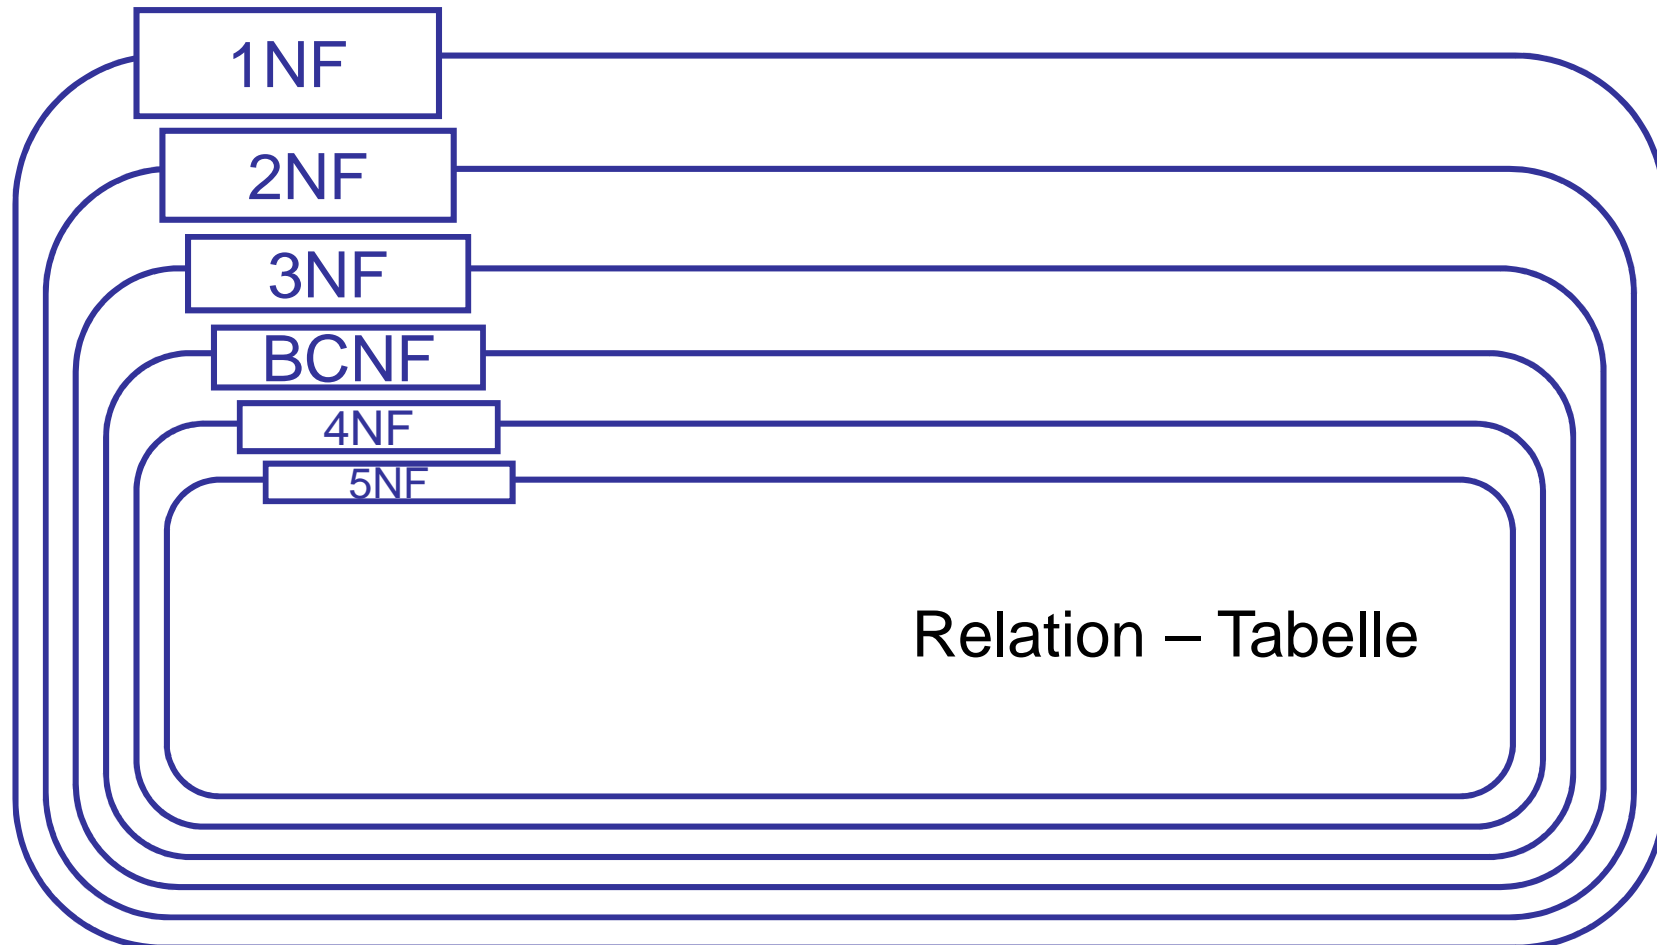 1NF
2NF
3NF
BCNF
4NF
5NF
Relation – Tabelle